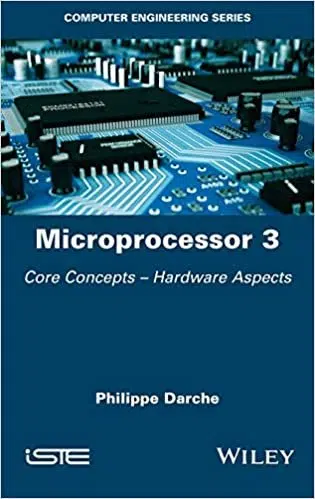 COMPUTER ENGINEERING SERIES
Microprocessor 3
Core Concepts – Hardware Aspects
Philippe Darche
iSTE
WILEY